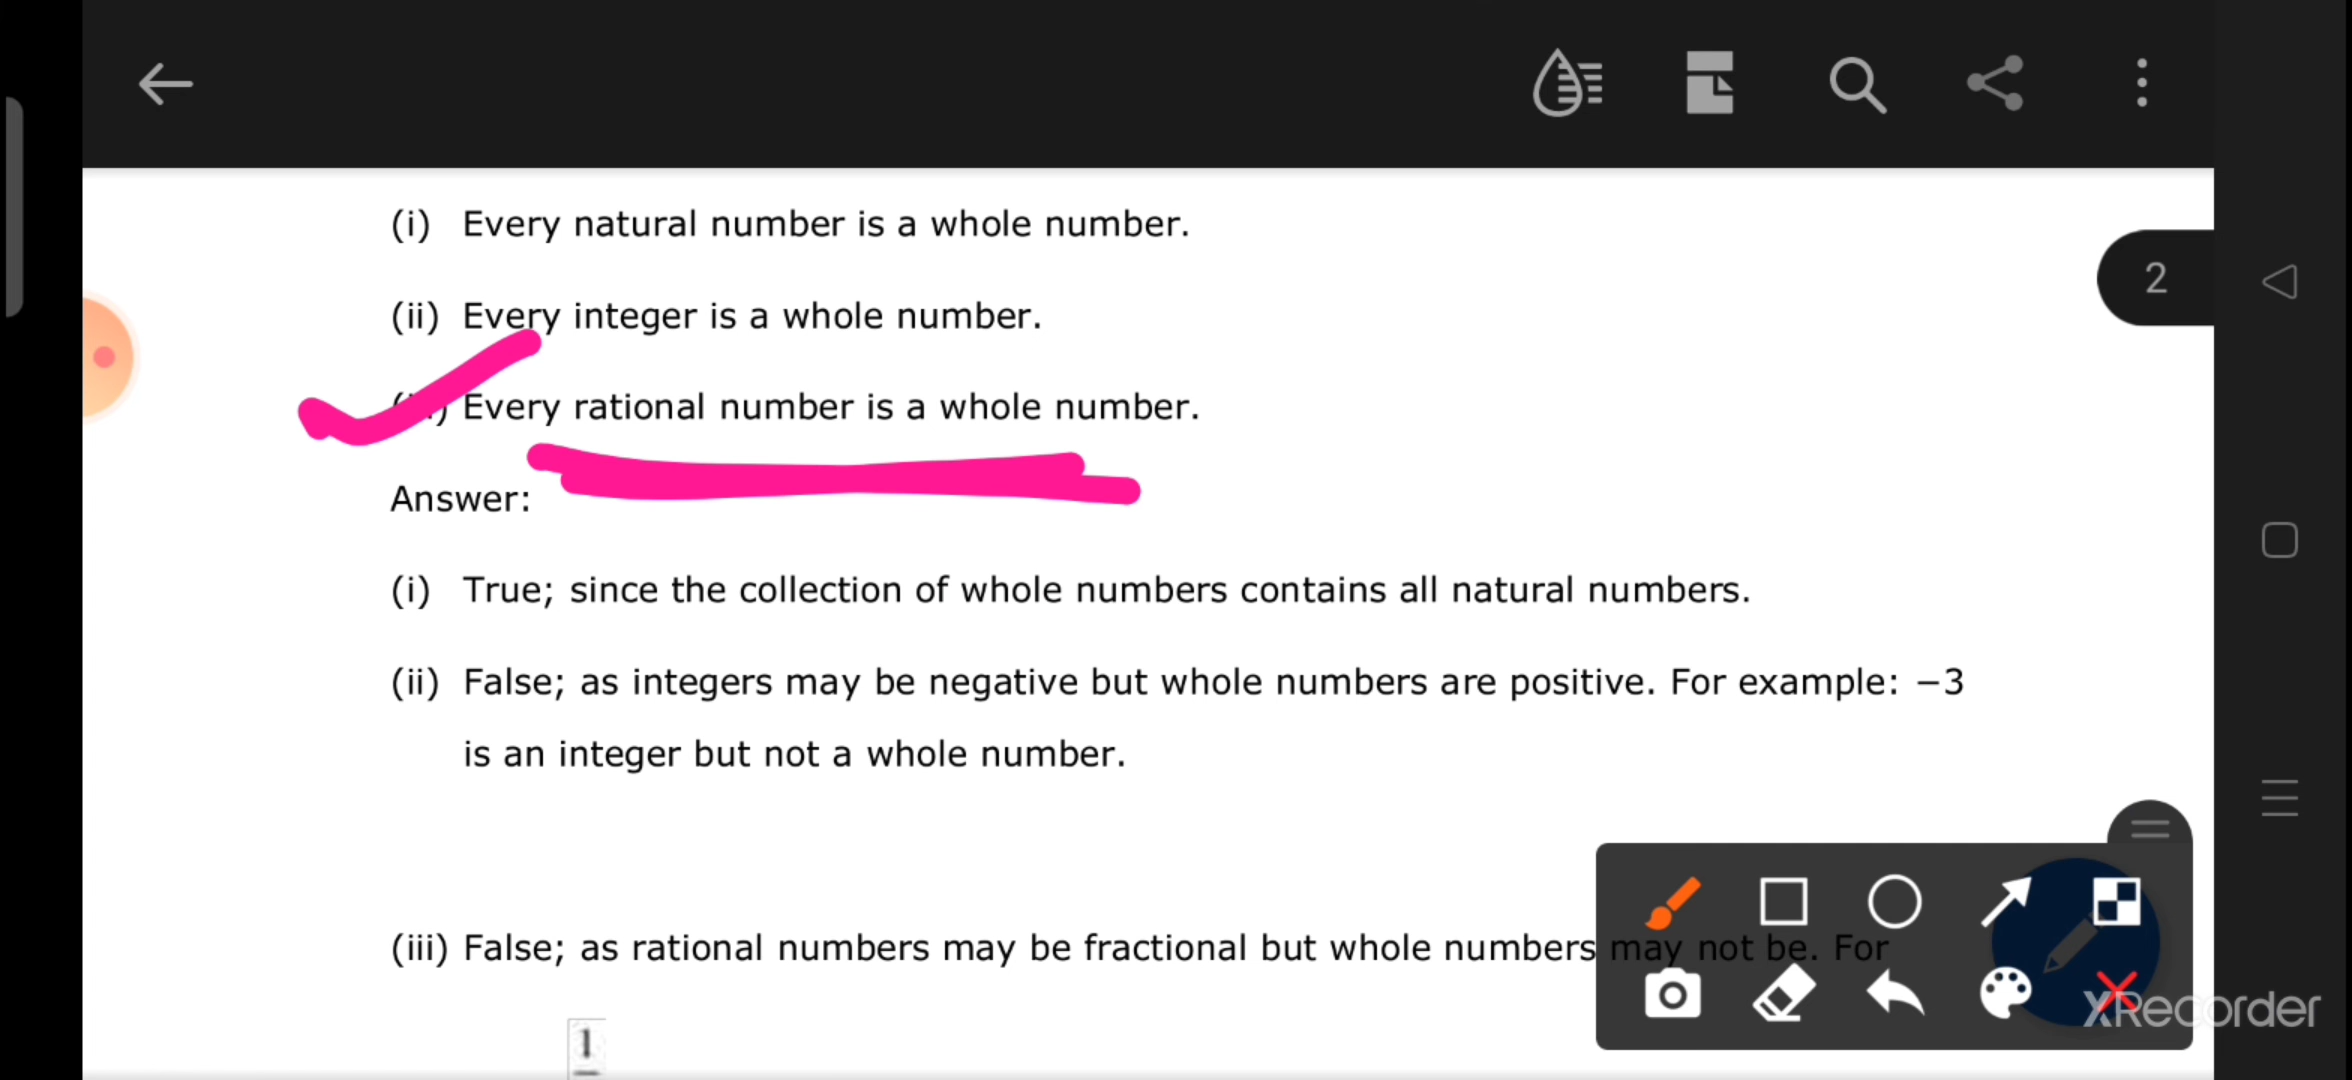 (i) Every natural number is a whole number.
2
(ii) Every integer is a whole number.
Every rational number is a whole number.
Answer:
(i) True; since the collection of whole numbers contains all natural numbers.
(ii) False; as integers may be negative but whole numbers are positive. For example: −3
is an integer but not a whole number.
(iii) False; as rational numbers may be fractional but whole numbers may not be. For
XRecorder
1